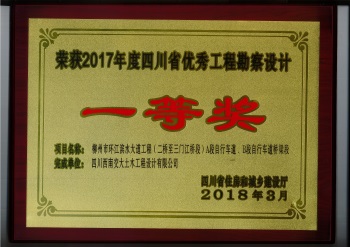 荣获2017年度四川省优秀工程勘察设计
一等奖
项目名称：柳州市环江滨水大道工程（二桥至三门江桥段）A段自行车道、B段自行车道桥梁段
完成单位：四川西南交大土木工程设计有限公司
四川省住房和城乡建设厅
2018年3月